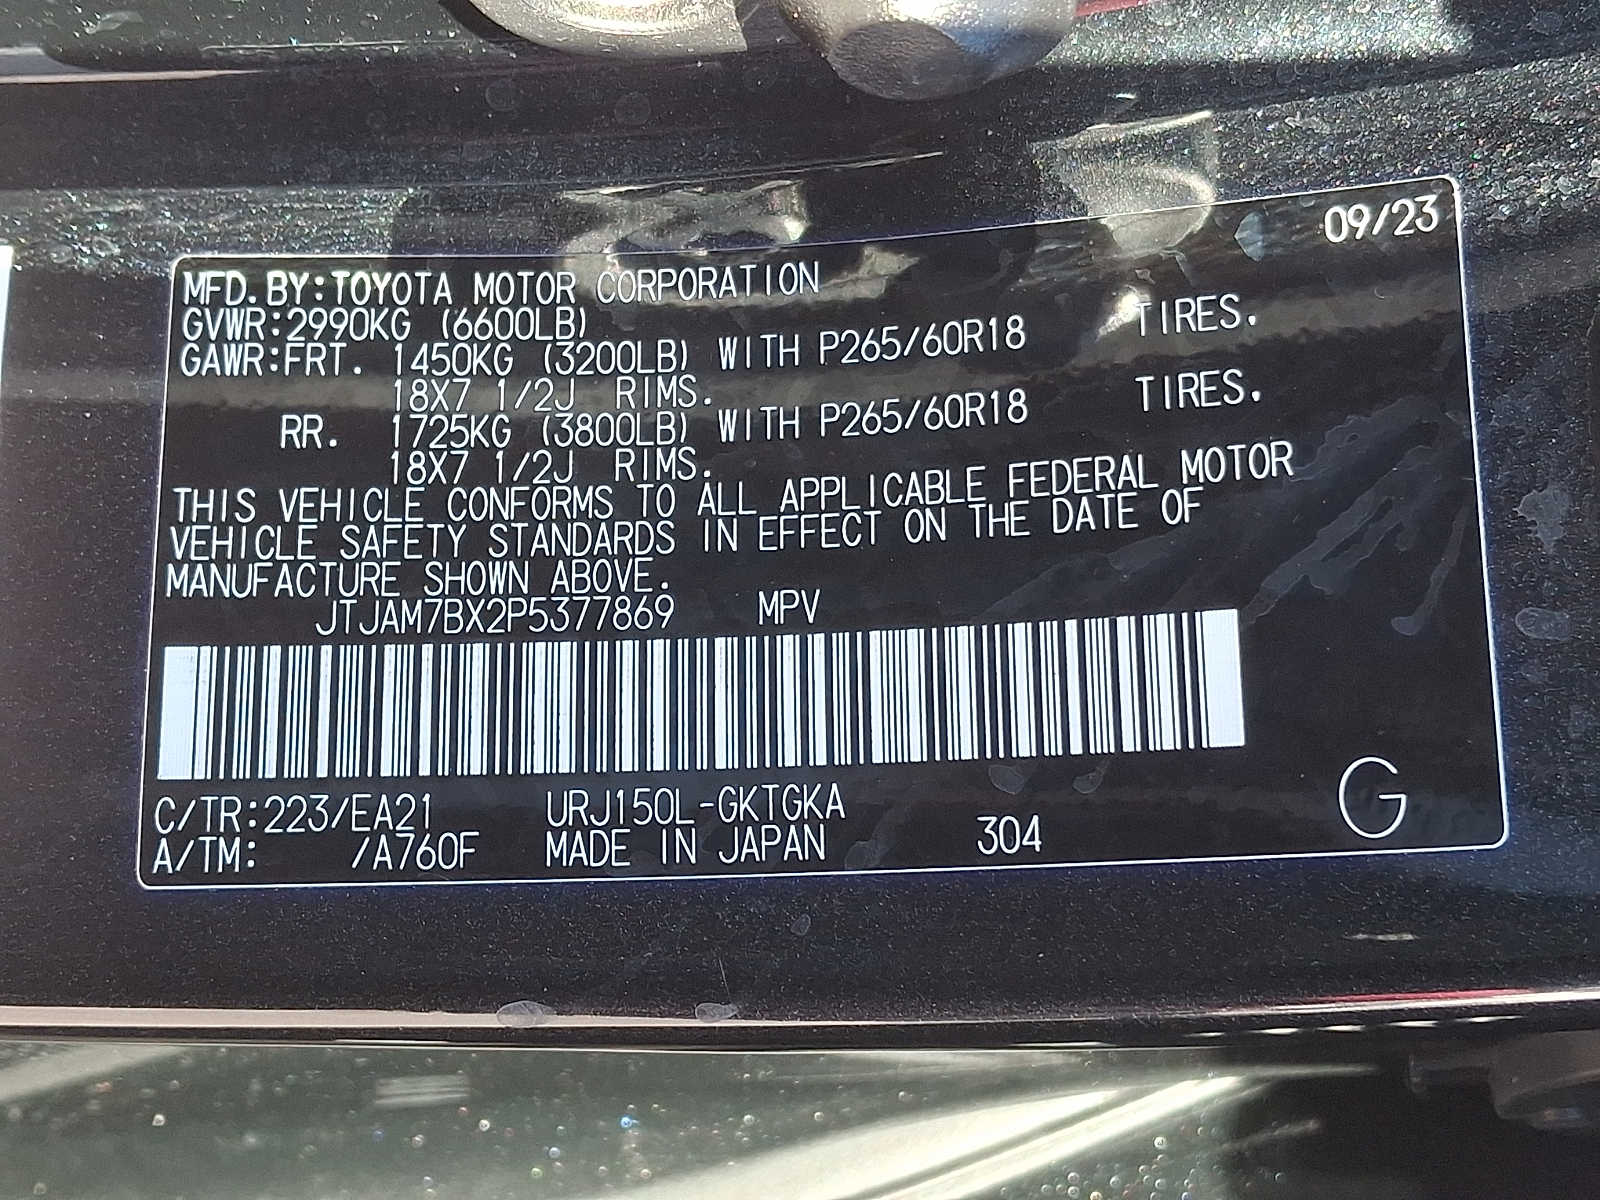 09/23
MFD.BY:TOYOTA MOTOR CORPORATION
GVWR:2990KG (6600LB)
GAWR:FRT. 1450KG (3200LB) WITH P265/60R18 TIRES.
18X7 1/2J RIMS.
RR. 1725KG (3800LB) WITH P265/60R18 TIRES.
18X7 1/2J RIMS.
THIS VEHICLE CONFORMS TO ALL APPLICABLE FEDERAL MOTOR
VEHICLE SAFETY STANDARDS IN EFFECT ON THE DATE OF
MANUFACTURE SHOWN ABOVE.
JTJAM7BX2P5377869 MPV
C/TR:223/EA21 URJ150L-GKTGKA
A/TM: /A760F MADE IN JAPAN 304
G